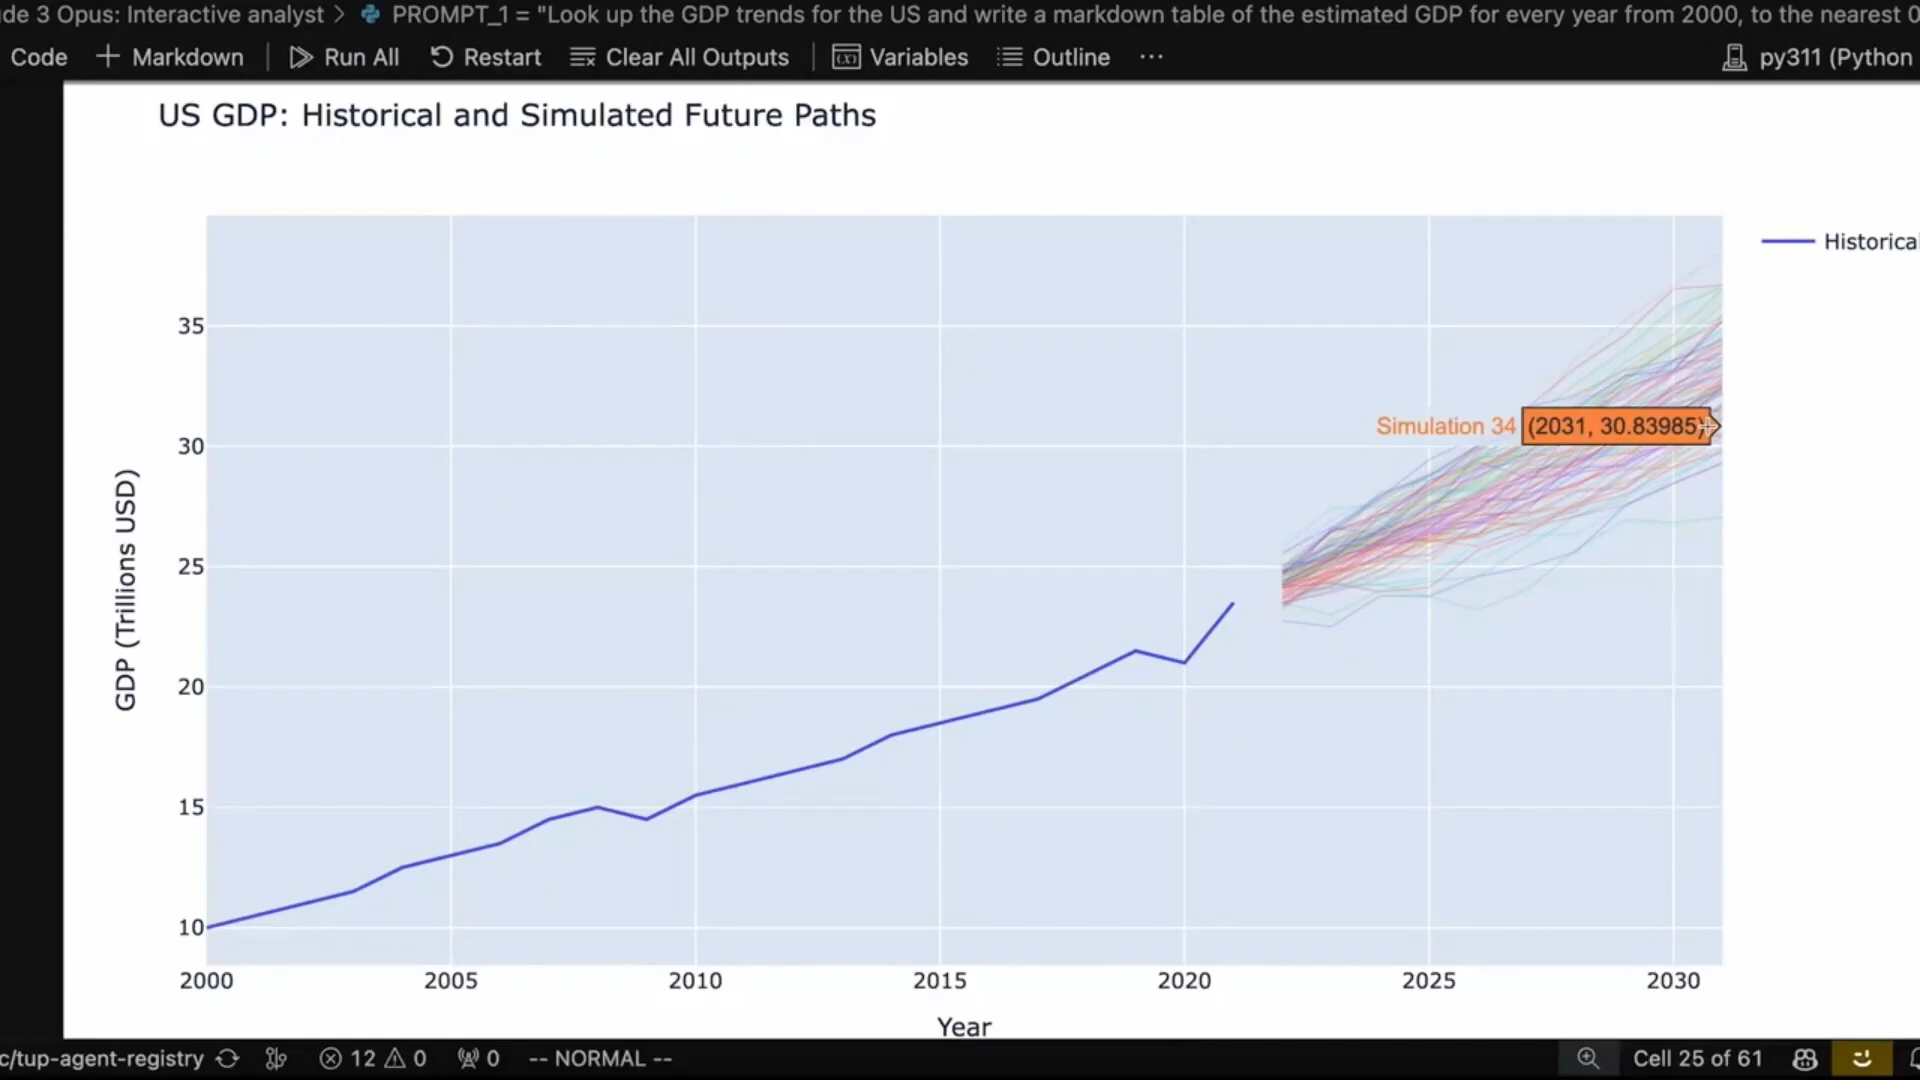 de 3 Opus: Interactive analyst > PROMPT_1 = "Look up the GDP trends for the US and write a markdown table of the estimated GDP for every year from 2000, to the nearest 0
Code + Markdown Run All Restart Clear All Outputs (x) Variables Outline ... py311 (Python
US GDP: Historical and Simulated Future Paths
Historical
35
Simulation 34 (2031, 30.83985)
30
25
20
15
10
GDP (Trillions USD)
2000 2005 2010 2015 2020 2025 2030
Year
c/tup-agent-registry 12 0 0 -- NORMAL -- Cell 25 of 61